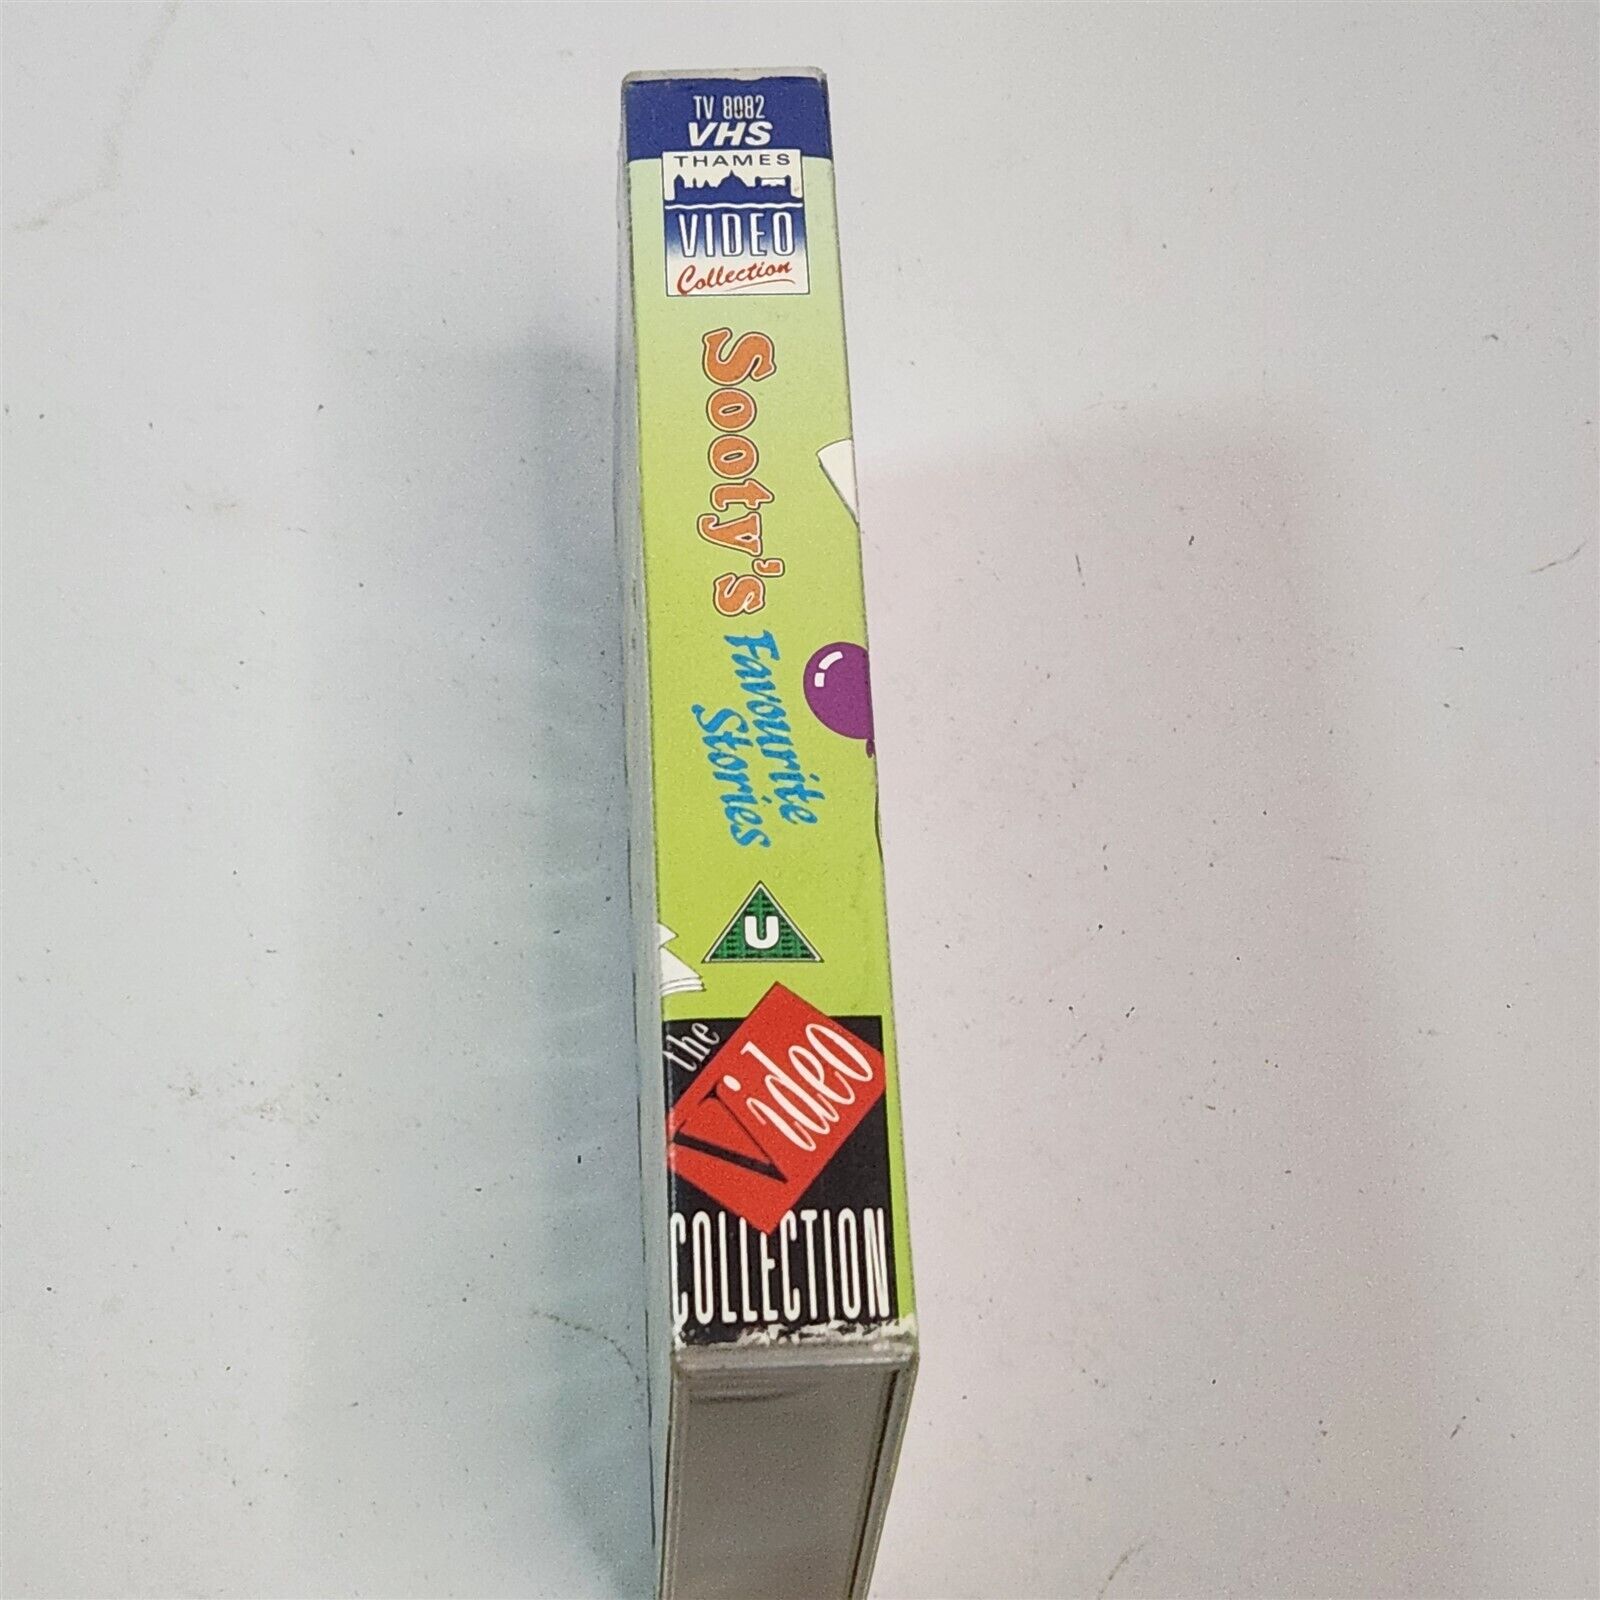 TV 8082
VHS
THAMES
VIDEO
Collection
Sooty's
Favourite
Stories
U
the
Video
COLLECTION